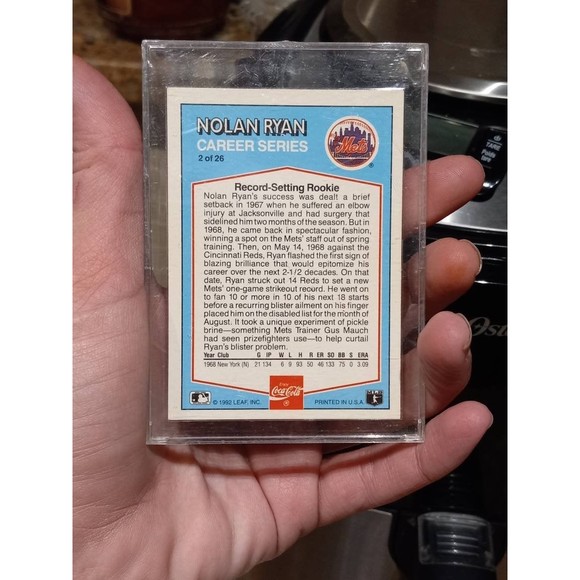 NOLAN RYAN
CAREER SERIES
2 of 26
Mets
®
Record-Setting Rookie
Nolan Ryan's success was dealt a brief
setback in 1967 when he suffered an elbow
injury at Jacksonville and had surgery that
sidelined him two months of the season. But in
1968, he came back in spectacular fashion,
winning a spot on the Mets' staff out of spring
training. Then, on May 14, 1968 against the
Cincinnati Reds, Ryan flashed the first sign of
blazing brilliance that would epitomize his
career over the next 2-1/2 decades. On that
date, Ryan struck out 14 Reds to set a new
Mets' one-game strikeout record. He went on
to fan 10 or more in 10 of his next 18 starts
before a recurring blister ailment on his finger
placed him on the disabled list for the month of
August. It took a unique experiment of pickle
brine—something Mets Trainer Gus Mauch
had seen prizefighters use—to help curtail
Ryan's blister problem.
Year Club G IP W L H R ER SO BB S ERA
1968 New York (N) 21 134 6 9 93 50 46 133 75 0 3.09
ENJOY
Coca-Cola
© 1992 LEAF, INC.
PRINTED IN U.S.A.
TARE
Pounds
OFF
Oste